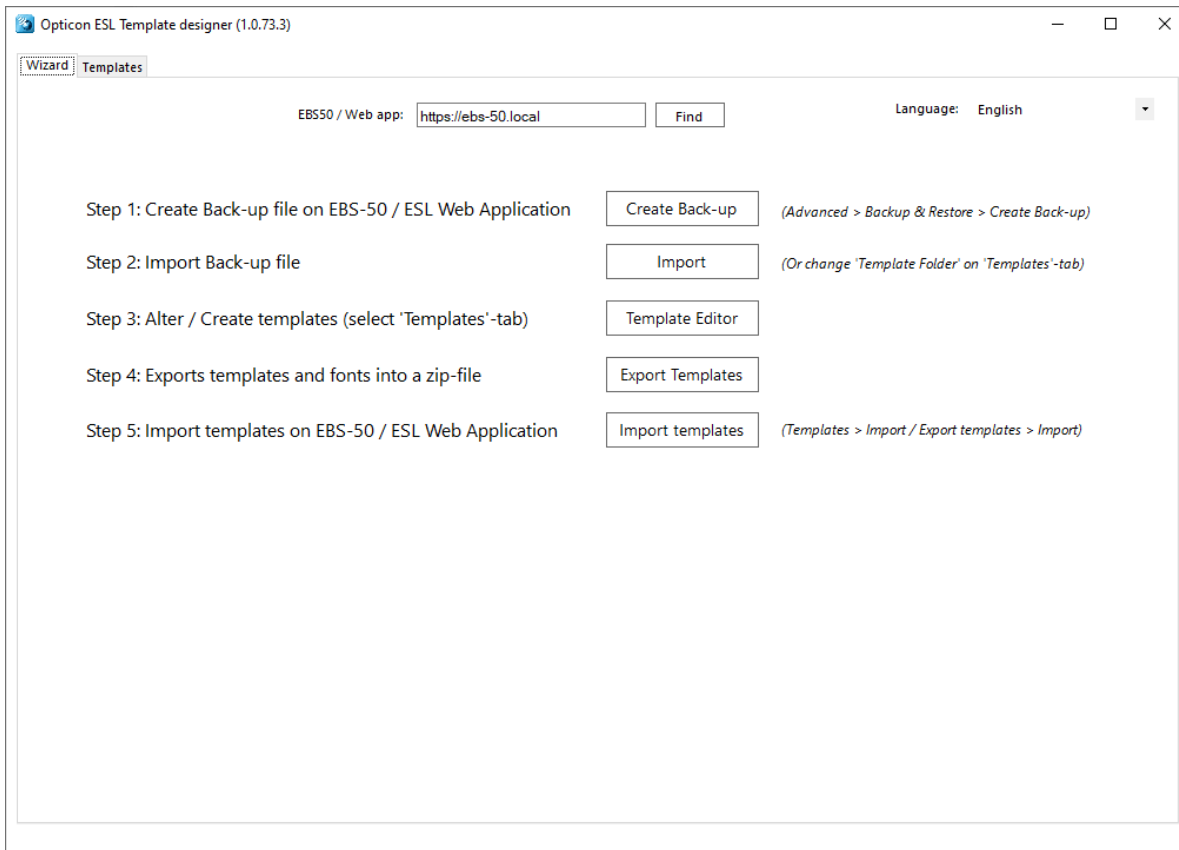 Opticon ESL Template designer (1.0.73.3)
Wizard Templates
EBS50 / Web app: https://ebs-50.local Find Language: English
Step 1: Create Back-up file on EBS-50 / ESL Web Application Create Back-up (Advanced > Backup & Restore > Create Back-up)
Step 2: Import Back-up file Import (Or change 'Template Folder' on 'Templates'-tab)
Step 3: Alter / Create templates (select 'Templates'-tab) Template Editor
Step 4: Exports templates and fonts into a zip-file Export Templates
Step 5: Import templates on EBS-50 / ESL Web Application Import templates (Templates > Import / Export templates > Import)